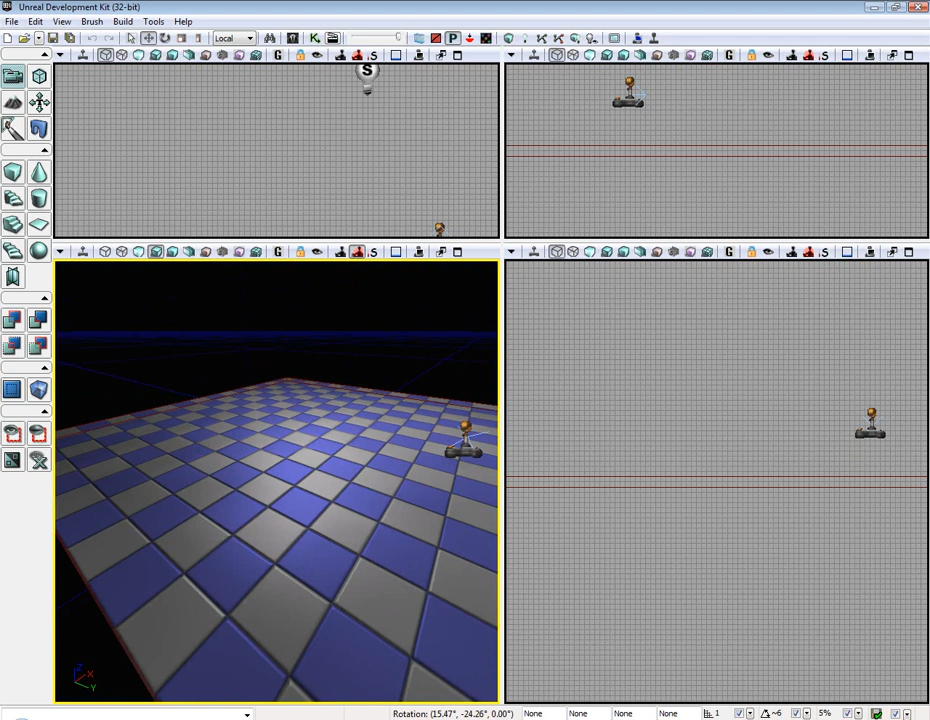 Unreal Development Kit (32-bit)
File Edit View Brush Build Tools Help
Local
P
G S
G S
S
G S
G S
Z X Y
Rotation: (15.47°, -24.26°, 0.00°) None None None None 1 ~6 5%